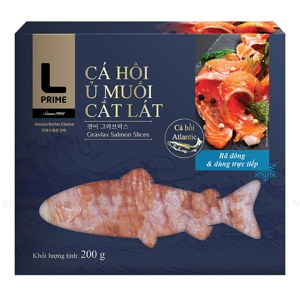 L
PRIME
Since 1998
Always Better Choice
CÁ HỒI
Ủ MUỐI
CẮT LÁT
연어 그라브락스
Gravlax Salmon Slices
Cá hồi
Atlantic
Rã đông
& dùng trực tiếp
Khối lượng tịnh: 200 g